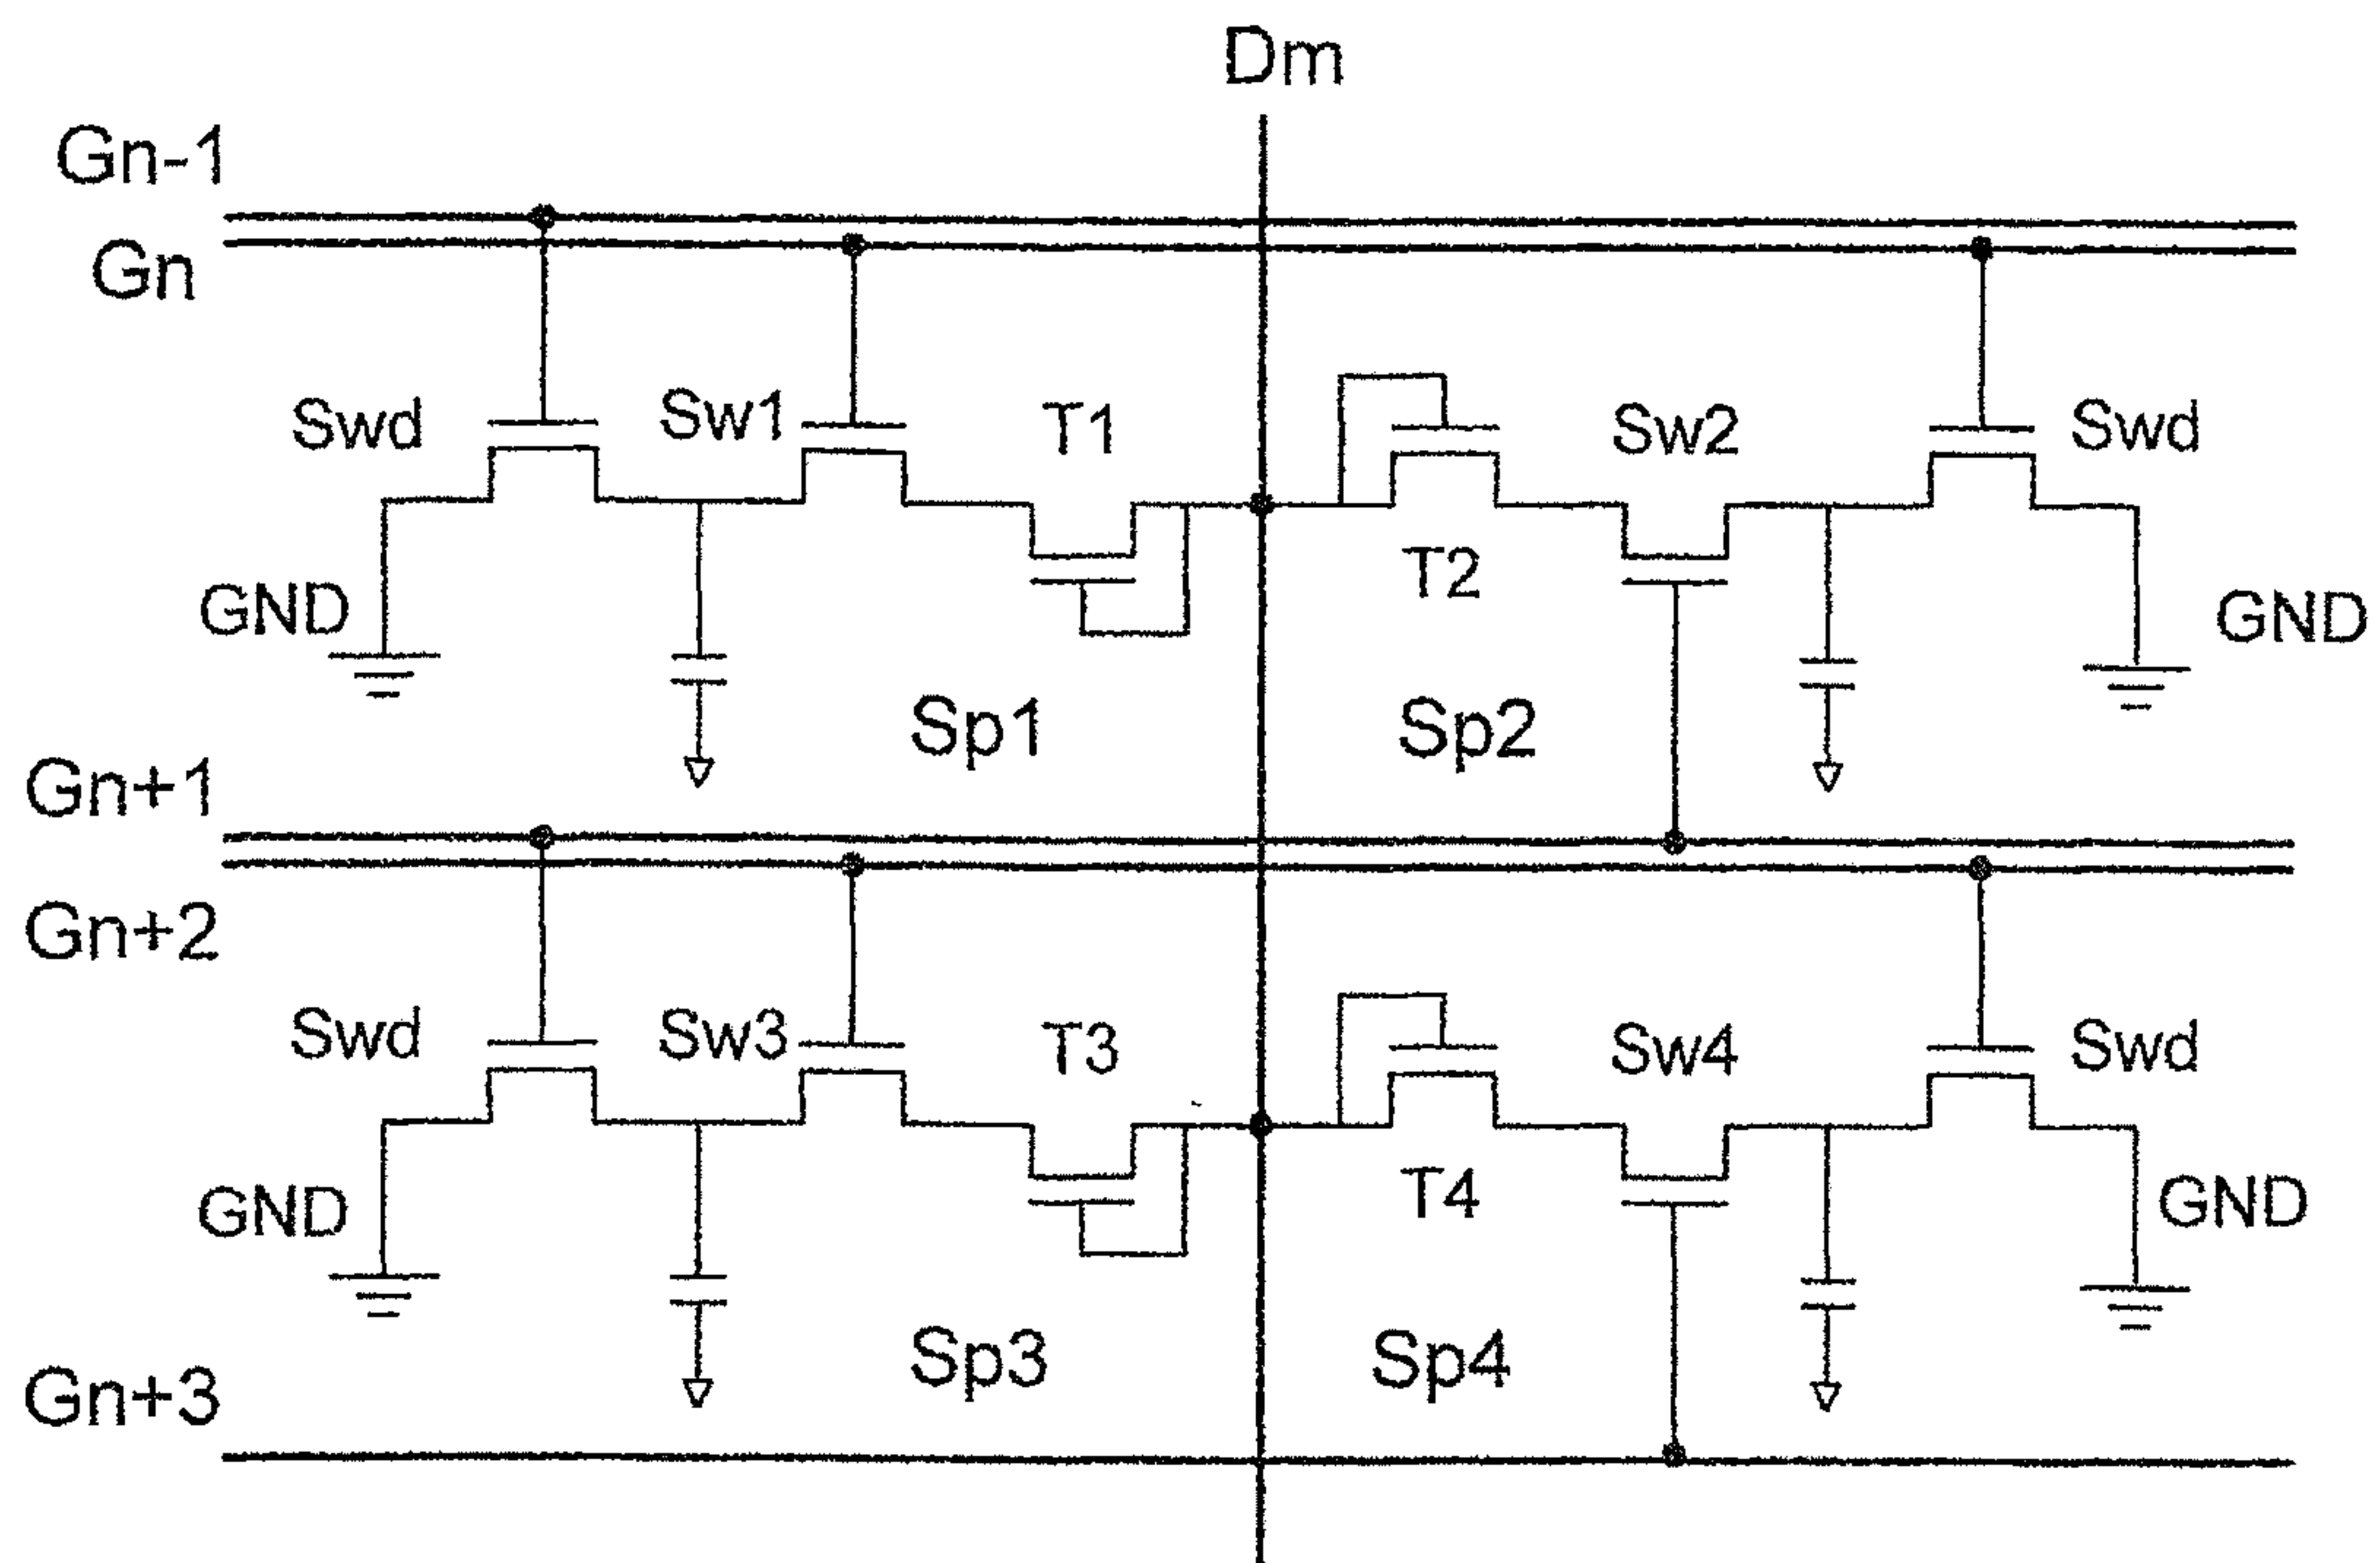 Dm
Gn-1
Gn
Swd
Sw1
T1
Sw2
Swd
T2
GND
GND
Sp1
Sp2
Gn+1
Gn+2
Swd
Sw3
T3
Sw4
Swd
T4
GND
GND
Sp3
Sp4
Gn+3